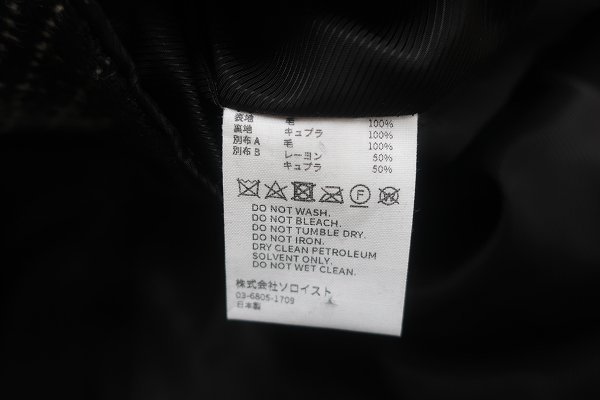 表地 毛 100%
裏地 キュプラ 100%
別布 A 毛 100%
別布 B レーヨン 50%
キュプラ 50%
DO NOT WASH.
DO NOT BLEACH.
DO NOT TUMBLE DRY.
DO NOT IRON.
DRY CLEAN PETROLEUM
SOLVENT ONLY.
DO NOT WET CLEAN.
株式会社ソロイスト
03-6805-1709
日本製